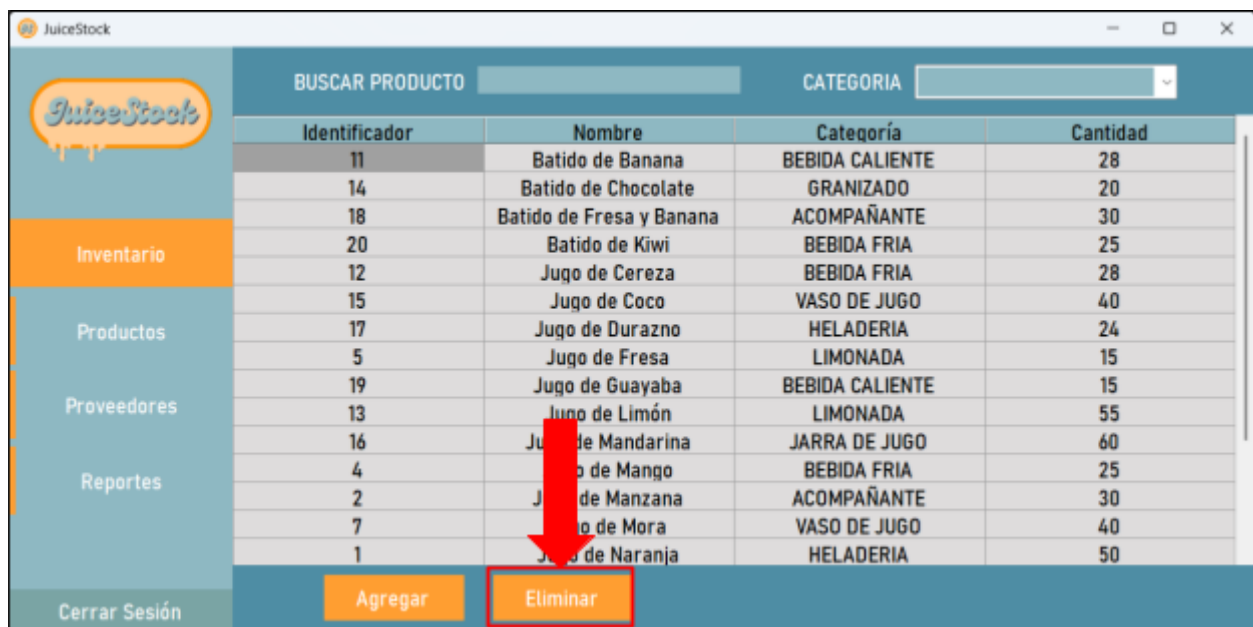 JuiceStock
JuiceStock
BUSCAR PRODUCTO CATEGORIA
Identificador Nombre Categoría Cantidad
11 Batido de Banana BEBIDA CALIENTE 28
14 Batido de Chocolate GRANIZADO 20
18 Batido de Fresa y Banana ACOMPAÑANTE 30
20 Batido de Kiwi BEBIDA FRIA 25
12 Jugo de Cereza BEBIDA FRIA 28
15 Jugo de Coco VASO DE JUGO 40
17 Jugo de Durazno HELADERIA 24
5 Jugo de Fresa LIMONADA 15
19 Jugo de Guayaba BEBIDA CALIENTE 15
13 Jugo de Limón LIMONADA 55
16 de Mandarina JARRA DE JUGO 60
4 de Mango BEBIDA FRIA 25
2 de Manzana ACOMPAÑANTE 30
7 de Mora VASO DE JUGO 40
1 de Naranja HELADERIA 50
Inventario
Productos
Proveedores
Reportes
Cerrar Sesión
Agregar Eliminar